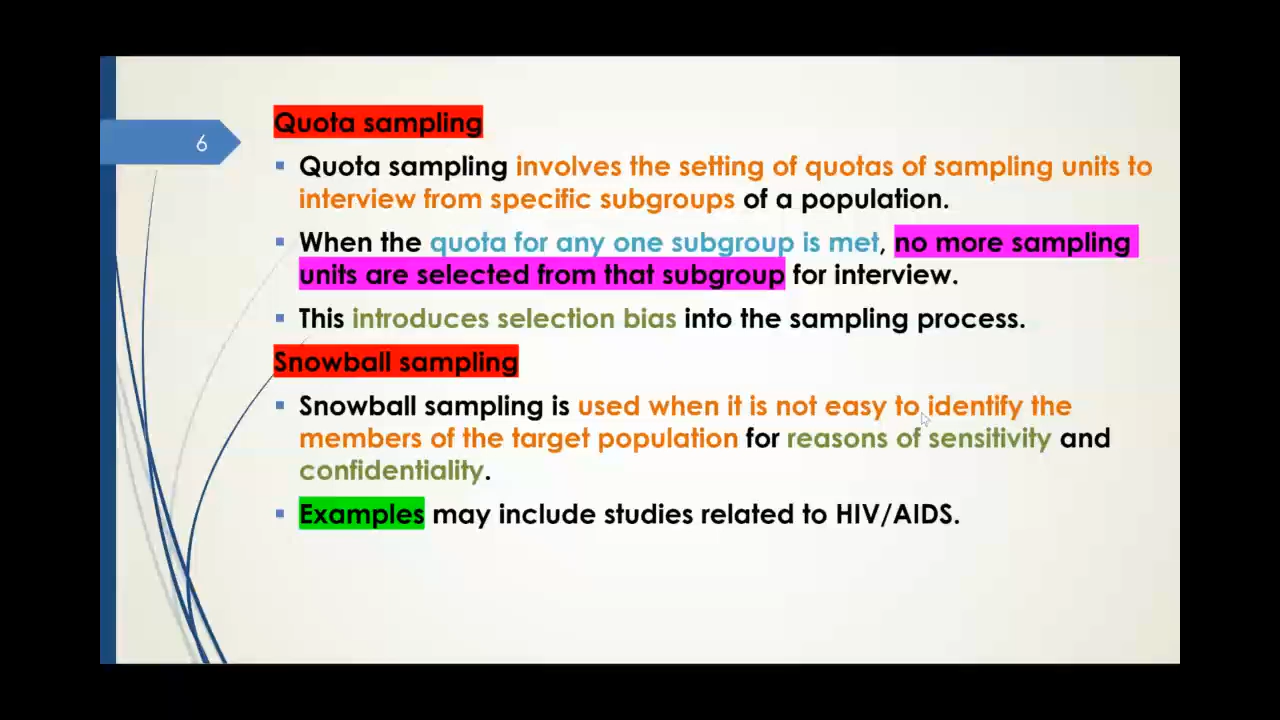 6
Quota sampling
▪ Quota sampling involves the setting of quotas of sampling units to
interview from specific subgroups of a population.
▪ When the quota for any one subgroup is met, no more sampling
units are selected from that subgroup for interview.
▪ This introduces selection bias into the sampling process.
Snowball sampling
▪ Snowball sampling is used when it is not easy to identify the
members of the target population for reasons of sensitivity and
confidentiality.
▪ Examples may include studies related to HIV/AIDS.